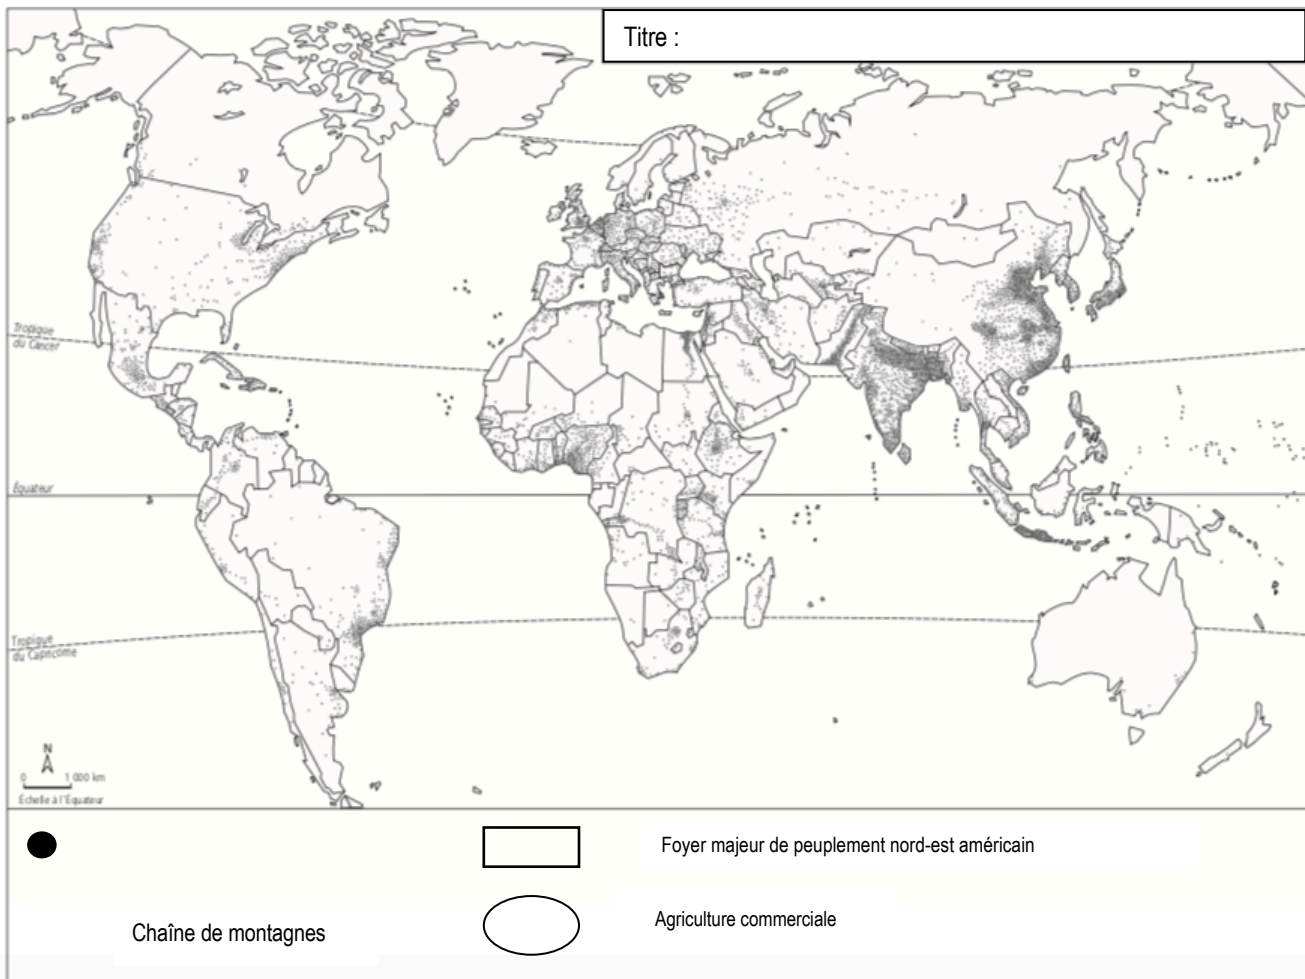 Titre :
Tropique
du Cancer
Équateur
Tropique
du Capricorne
N
0 1 000 km
Échelle à l'Équateur
Foyer majeur de peuplement nord-est américain
Chaîne de montagnes
Agriculture commerciale